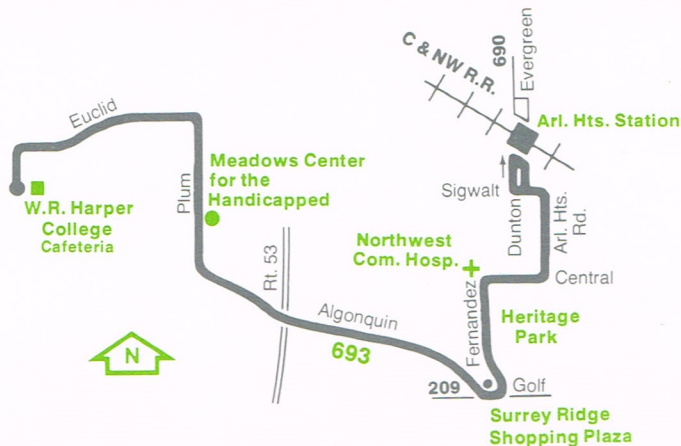 C & NW R.R.
690
Evergreen
Arl. Hts. Station
Euclid
W.R. Harper
College
Cafeteria
Plum
Meadows Center
for the
Handicapped
Sigwalt
Dunton
Arl. Hts.
Rd.
Northwest
Com. Hosp.
Central
Rt. 53
Algonquin
693
Fernandez
Heritage
Park
N
209
Golf
Surrey Ridge
Shopping Plaza